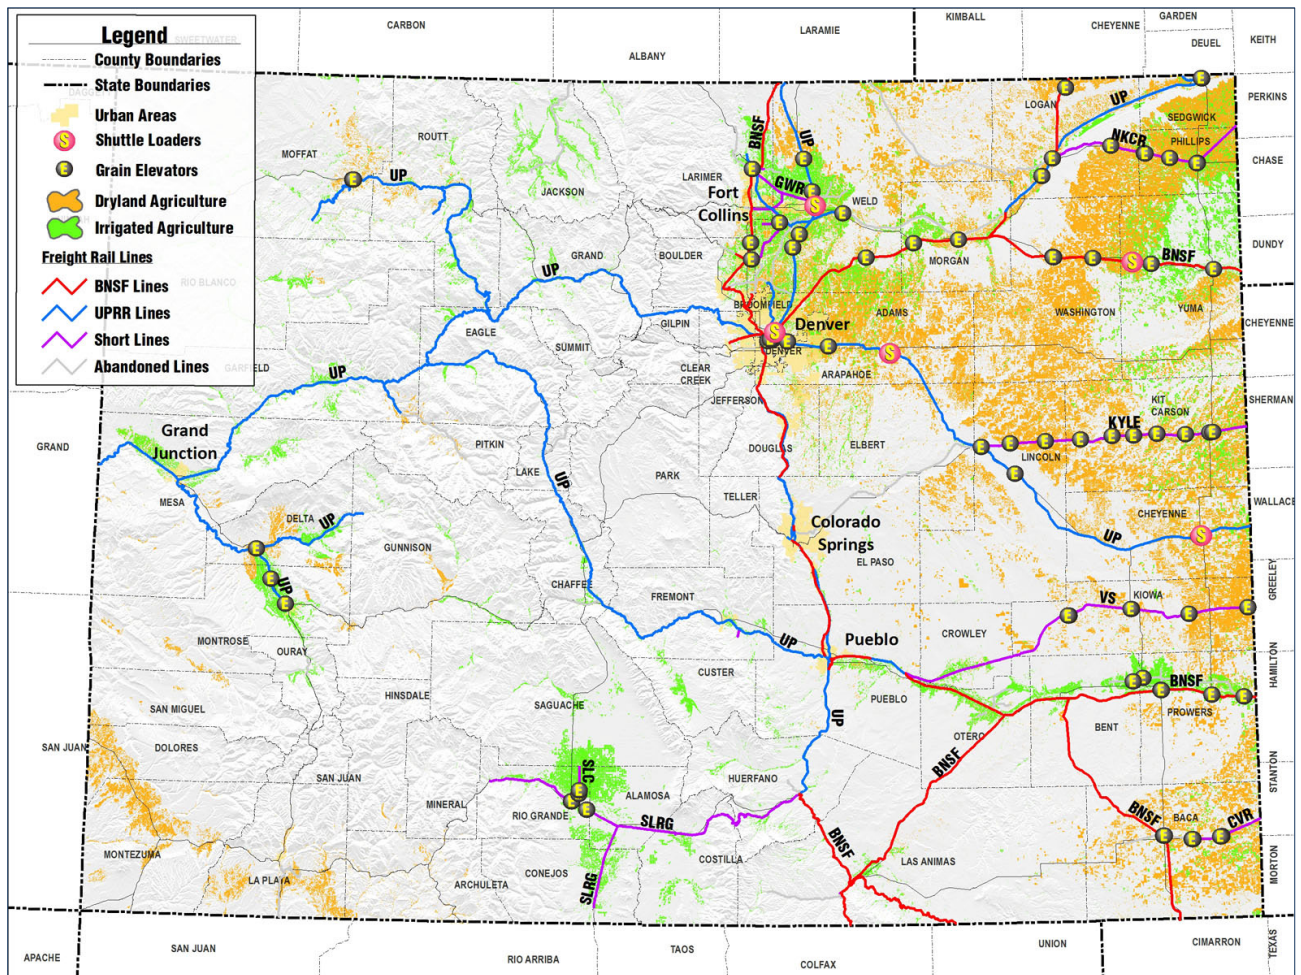 Legend
County Boundaries
State Boundaries
Urban Areas
S
Shuttle Loaders
E
Grain Elevators
Dryland Agriculture
Irrigated Agriculture
Freight Rail Lines
BNSF Lines
UPRR Lines
Short Lines
Abandoned Lines
SWEETWATER
CARBON
ALBANY
LARAMIE
KIMBALL
CHEYENNE
GARDEN
DEUEL
KEITH
PERKINS
CHASE
DUNDY
CHEYENNE
SHERMAN
WALLACE
GREELEY
HAMILTON
STANTON
MORTON
TEXAS
CIMARRON
UNION
COLFAX
TAOS
RIO ARRIBA
SAN JUAN
APACHE
SAN JUAN
GRAND
MOFFAT
ROUTT
JACKSON
LARIMER
Fort
Collins
WELD
LOGAN
SEDGWICK
PHILLIPS
MORGAN
WASHINGTON
YUMA
RIO BLANCO
GRAND
BOULDER
BROOMFIELD
ADAMS
Denver
DENVER
GILPIN
EAGLE
SUMMIT
CLEAR
CREEK
ARAPAHOE
JEFFERSON
GARFIELD
Grand
Junction
MESA
PITKIN
LAKE
PARK
DOUGLAS
ELBERT
LINCOLN
KIT
CARSON
TELLER
Colorado
Springs
EL PASO
CHEYENNE
DELTA
GUNNISON
CHAFFEE
FREMONT
KIOWA
CROWLEY
Pueblo
PUEBLO
MONTROSE
OURAY
HINSDALE
SAGUACHE
CUSTER
OTERO
BENT
PROWERS
SAN MIGUEL
DOLORES
SAN JUAN
MINERAL
RIO GRANDE
ALAMOSA
HUERFANO
LAS ANIMAS
BACA
MONTEZUMA
LA PLATA
ARCHULETA
CONEJOS
COSTILLA
BNSF
UP
GWR
UP
NKCR
BNSF
UP
UP
UP
KYLE
UP
UP
UP
UP
UP
UP
VS
BNSF
BNSF
BNSF
BNSF
CVR
SLC
SLRG
SLRG